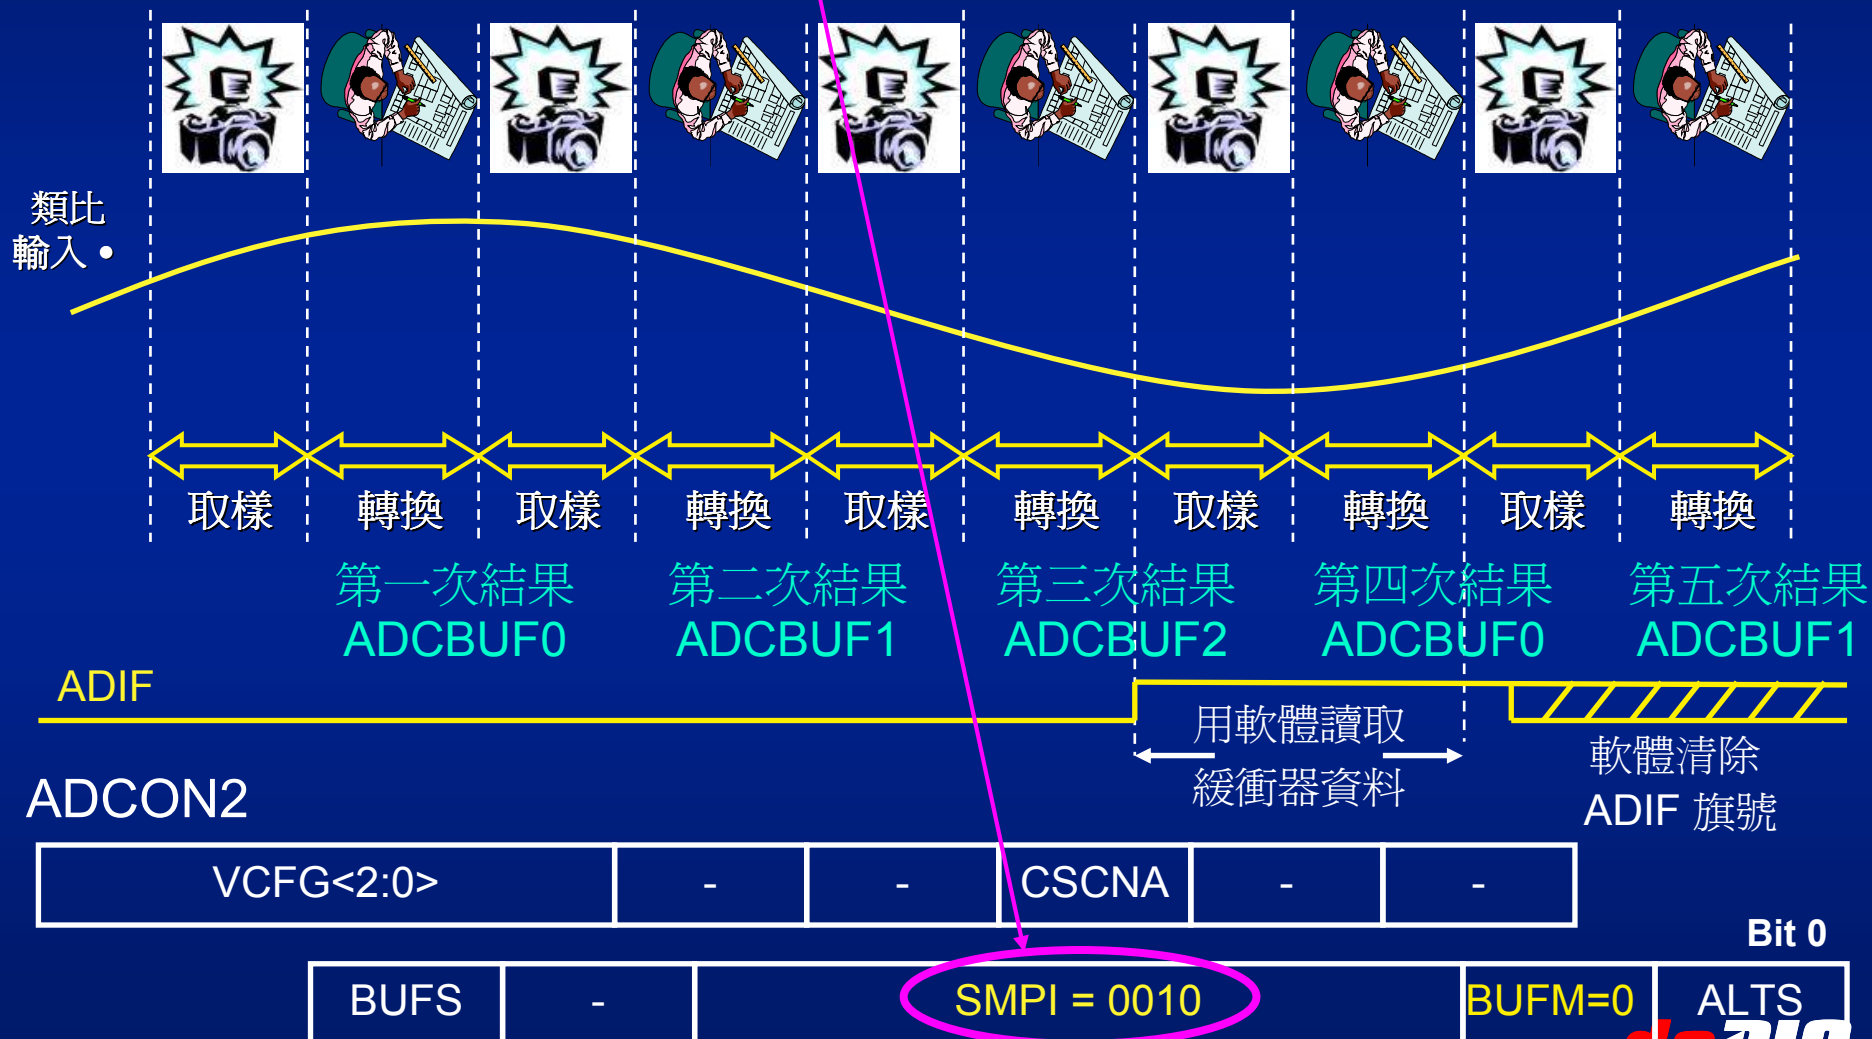 類比
輸入 •
取樣 轉換 取樣 轉換 取樣 轉換 取樣 轉換 取樣 轉換
第一次結果 第二次結果 第三次結果 第四次結果 第五次結果
ADCBUF0 ADCBUF1 ADCBUF2 ADCBUF0 ADCBUF1
ADIF
用軟體讀取
緩衝器資料
軟體清除
ADIF 旗號
ADCON2
VCFG<2:0> - - CSCNA - -
Bit 0
BUFS - SMPI = 0010 BUFM=0 ALTS